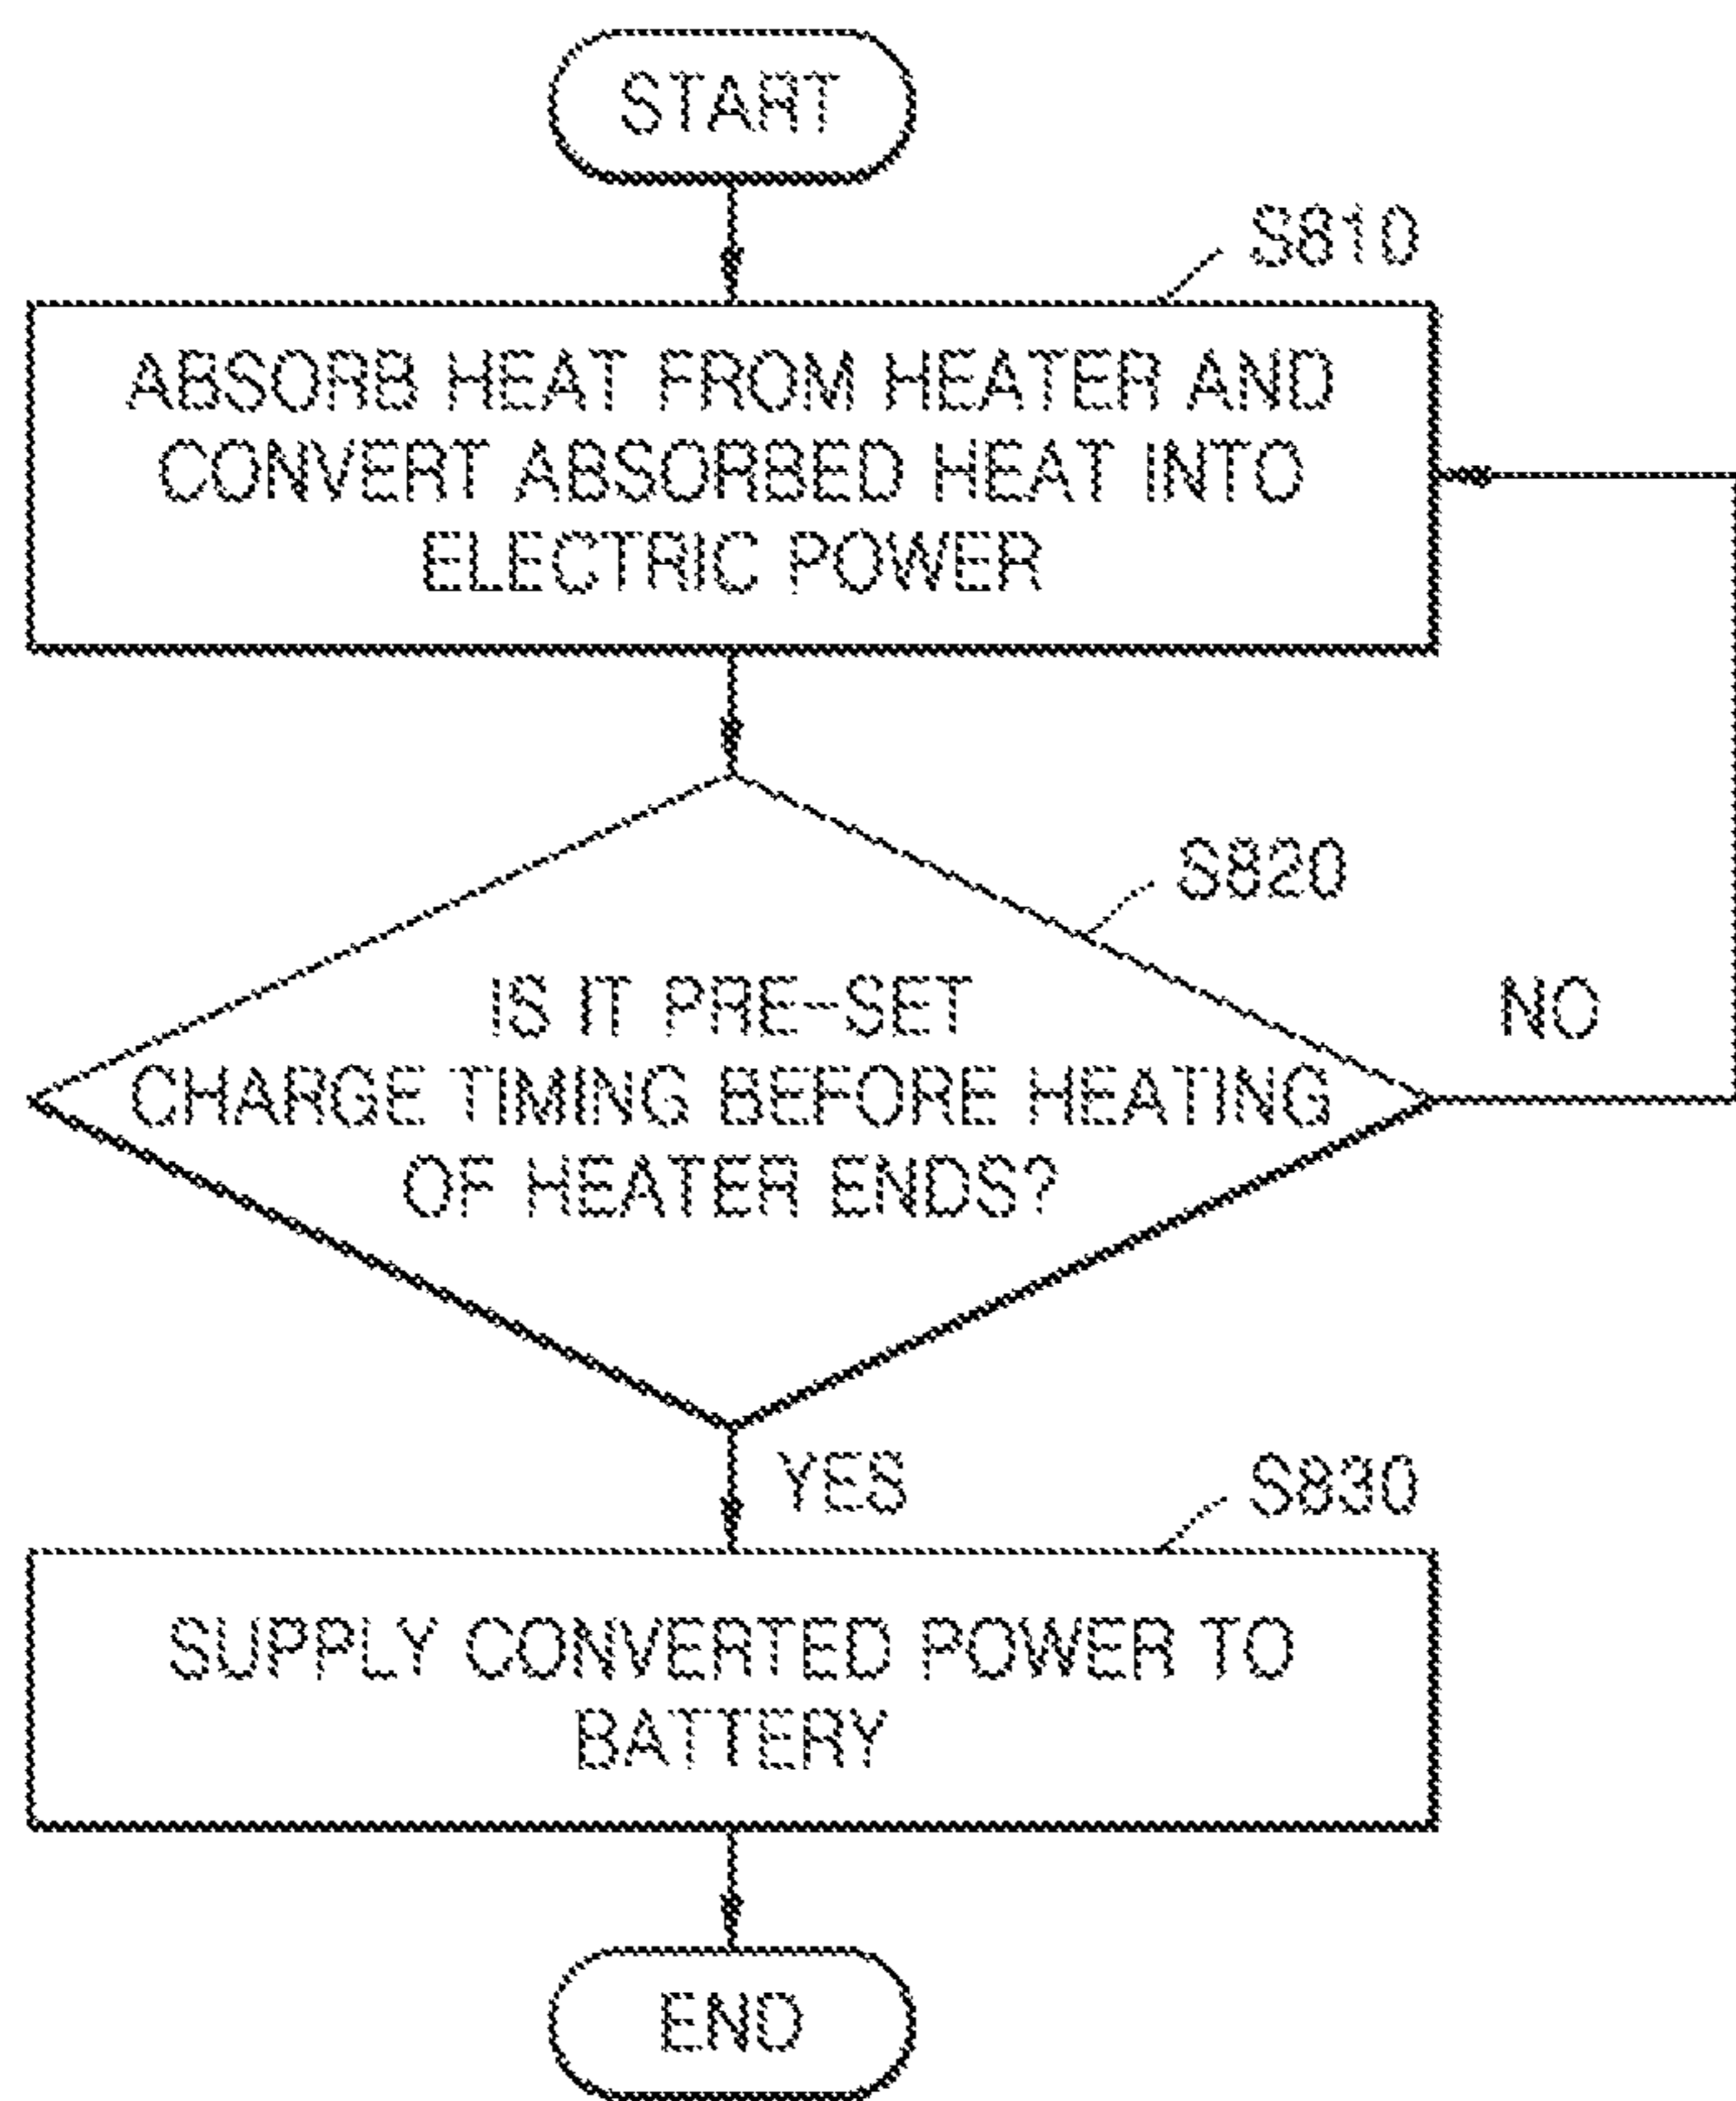 START
S810
ABSORB HEAT FROM HEATER AND
CONVERT ABSORBED HEAT INTO
ELECTRIC POWER
S820
IS IT PRE-SET
CHARGE TIMING BEFORE HEATING
OF HEATER ENDS?
NO
YES
S830
SUPPLY CONVERTED POWER TO
BATTERY
END